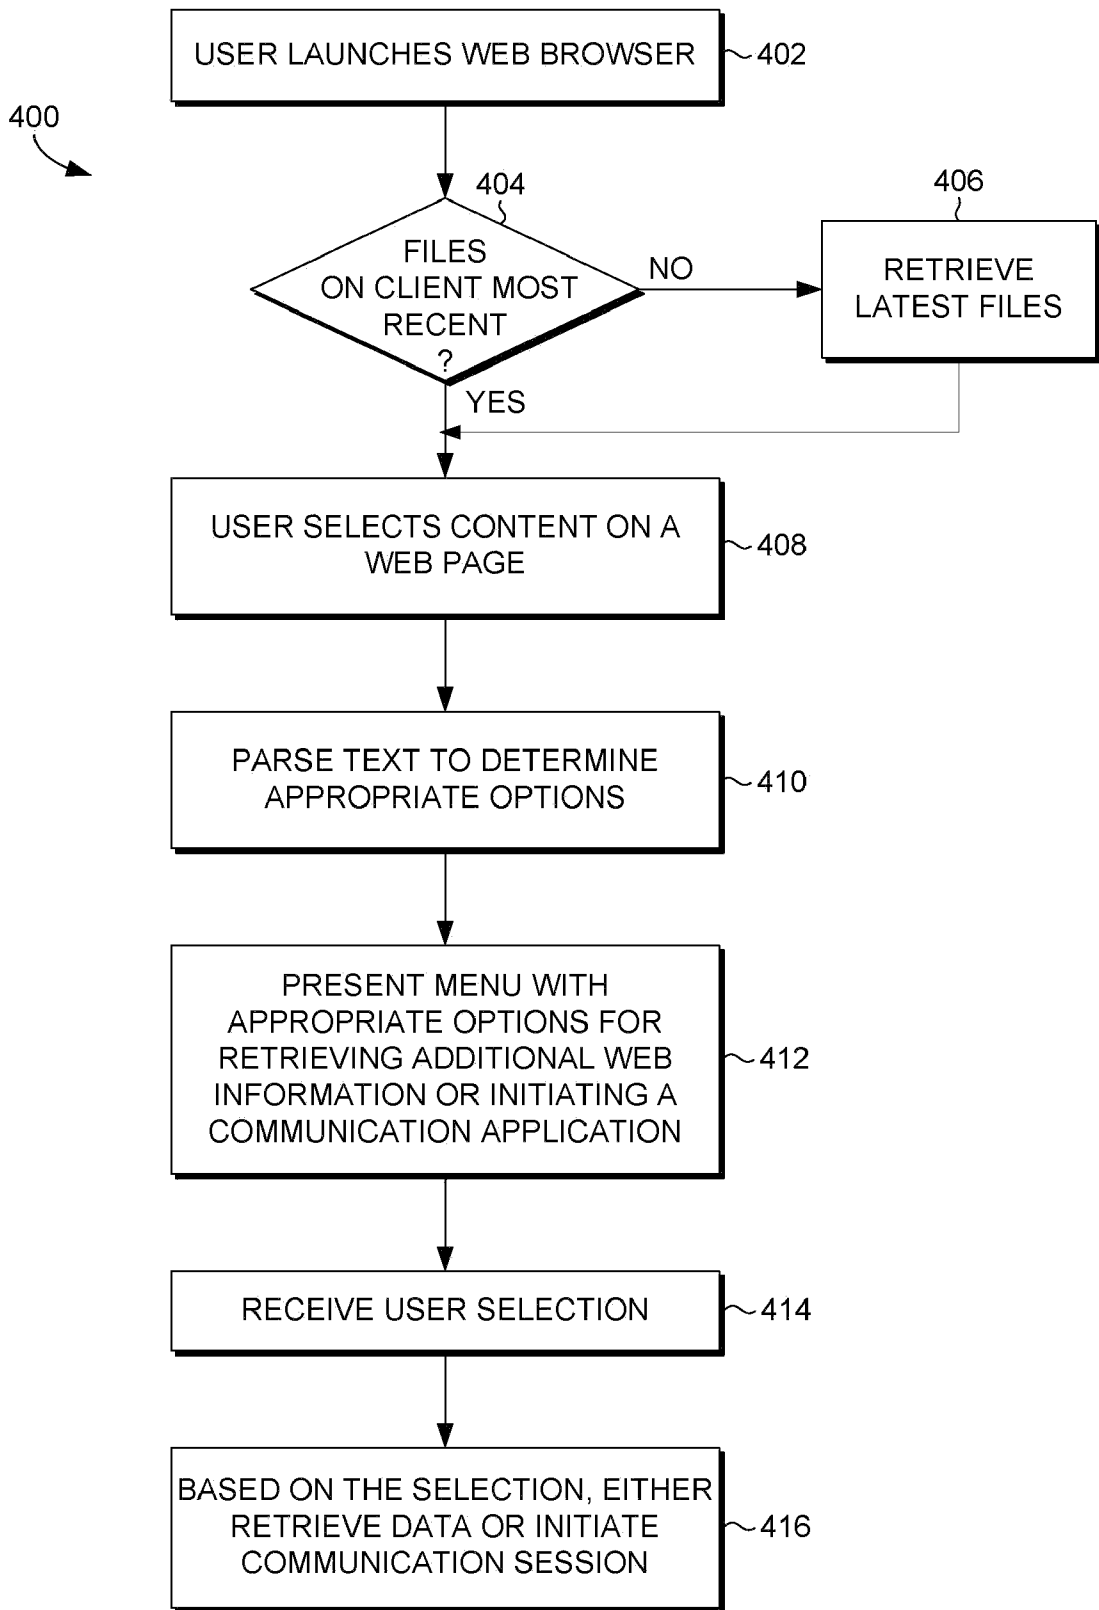 USER LAUNCHES WEB BROWSER
402
400
404
406
FILES
ON CLIENT MOST
RECENT
?
NO
RETRIEVE
LATEST FILES
YES
USER SELECTS CONTENT ON A
WEB PAGE
408
PARSE TEXT TO DETERMINE
APPROPRIATE OPTIONS
410
PRESENT MENU WITH
APPROPRIATE OPTIONS FOR
RETRIEVING ADDITIONAL WEB
INFORMATION OR INITIATING A
COMMUNICATION APPLICATION
412
RECEIVE USER SELECTION
414
BASED ON THE SELECTION, EITHER
RETRIEVE DATA OR INITIATE
COMMUNICATION SESSION
416